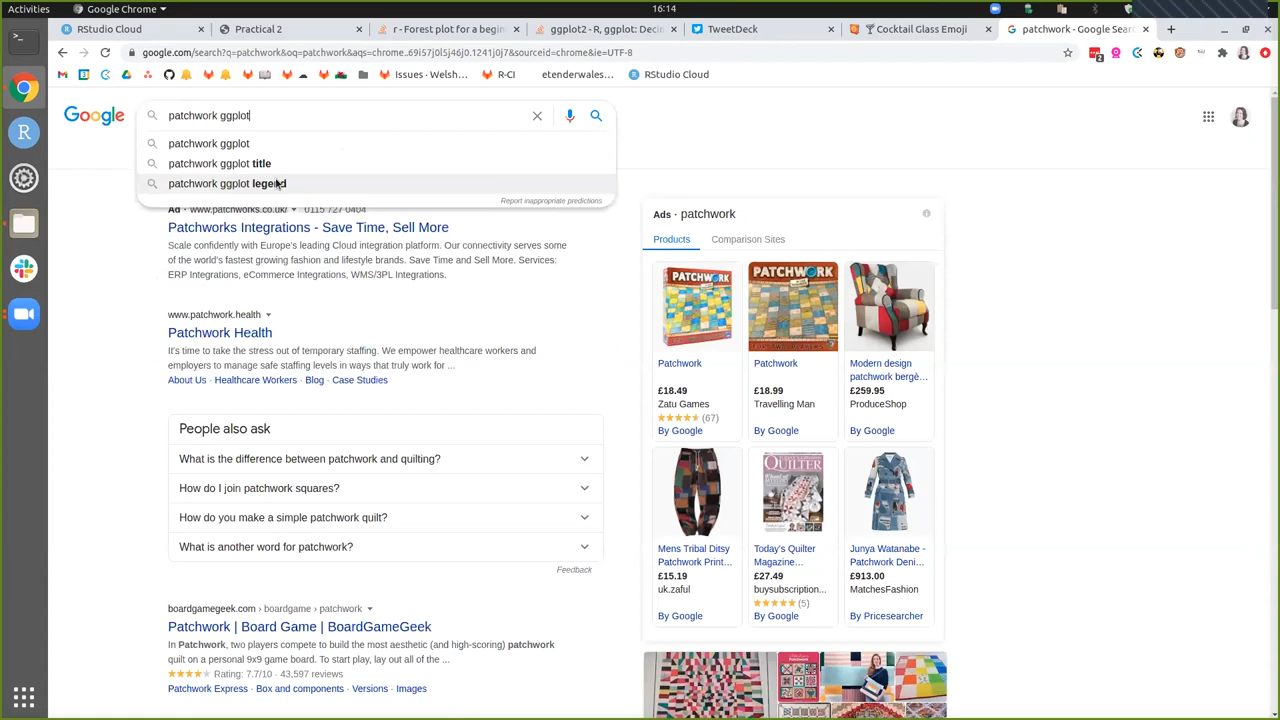 Activities
Google Chrome
16:14
RStudio Cloud
Practical 2
r - Forest plot for a begin
ggplot2 - R, ggplot: Decin
TweetDeck
Cocktail Glass Emoji
patchwork - Google Sear
google.com/search?q=patchwork&oq=patchwork&aqs=chrome..69i57j0l5j46j0.1241j0j7&sourceid=chrome&ie=UTF-8
2
Issues · Welsh...
R-CI
etenderwales...
RStudio Cloud
Google
patchwork ggplot
patchwork ggplot
patchwork ggplot title
patchwork ggplot legend
Report inappropriate predictions
Ad · www.patchworks.co.uk/ 0115 727 0404
Patchworks Integrations - Save Time, Sell More
Scale confidently with Europe's leading Cloud integration platform. Our connectivity serves some
of the world's fastest growing fashion and lifestyle brands. Save Time and Sell More. Services:
ERP Integrations, eCommerce Integrations, WMS/3PL Integrations.
www.patchwork.health
Patchwork Health
It's time to take the stress out of temporary staffing. We empower healthcare workers and
employers to manage safe staffing levels in ways that truly work for ...
About Us · Healthcare Workers · Blog · Case Studies
People also ask
What is the difference between patchwork and quilting?
How do I join patchwork squares?
How do you make a simple patchwork quilt?
What is another word for patchwork?
Feedback
boardgamegeek.com › boardgame › patchwork
Patchwork | Board Game | BoardGameGeek
In Patchwork, two players compete to build the most aesthetic (and high-scoring) patchwork
quilt on a personal 9x9 game board. To start play, lay out all of the ...
Rating: 7.7/10 · 43,597 reviews
Patchwork Express · Box and components · Versions · Images
Ads · patchwork
Products
Comparison Sites
PATCHWORK
PATCHWORK
Patchwork
£18.49
Zatu Games
(67)
By Google
Patchwork
£18.99
Travelling Man
By Google
Modern design
patchwork bergè...
£259.95
ProduceShop
By Google
QUILTER
Mens Tribal Ditsy
Patchwork Print...
£15.19
uk.zaful
By Google
Today's Quilter
Magazine...
£27.49
buysubscription...
(5)
By Google
Junya Watanabe -
Patchwork Deni...
£913.00
MatchesFashion
By Pricesearcher